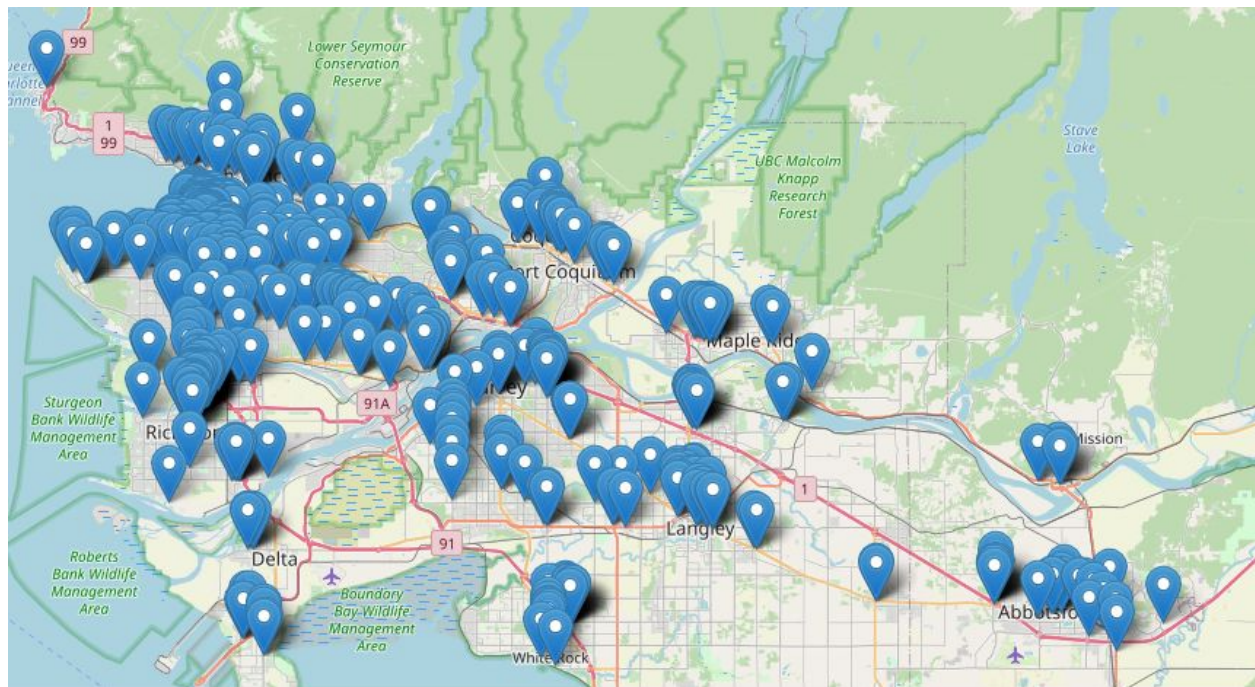 99
Lower Seymour
Conservation
Reserve
1
99
Stave
Lake
UBC Malcolm
Knapp
Research
Forest
ort Coquit
Maple Rid
Sturgeon
Bank Wildlife
Management
Area
91A
Mission
1
91
Langley
Delta
Roberts
Bank Wildlife
Management
Area
Boundary
Bay Wildlife
Management
Area
Abbotsfo
White Rock